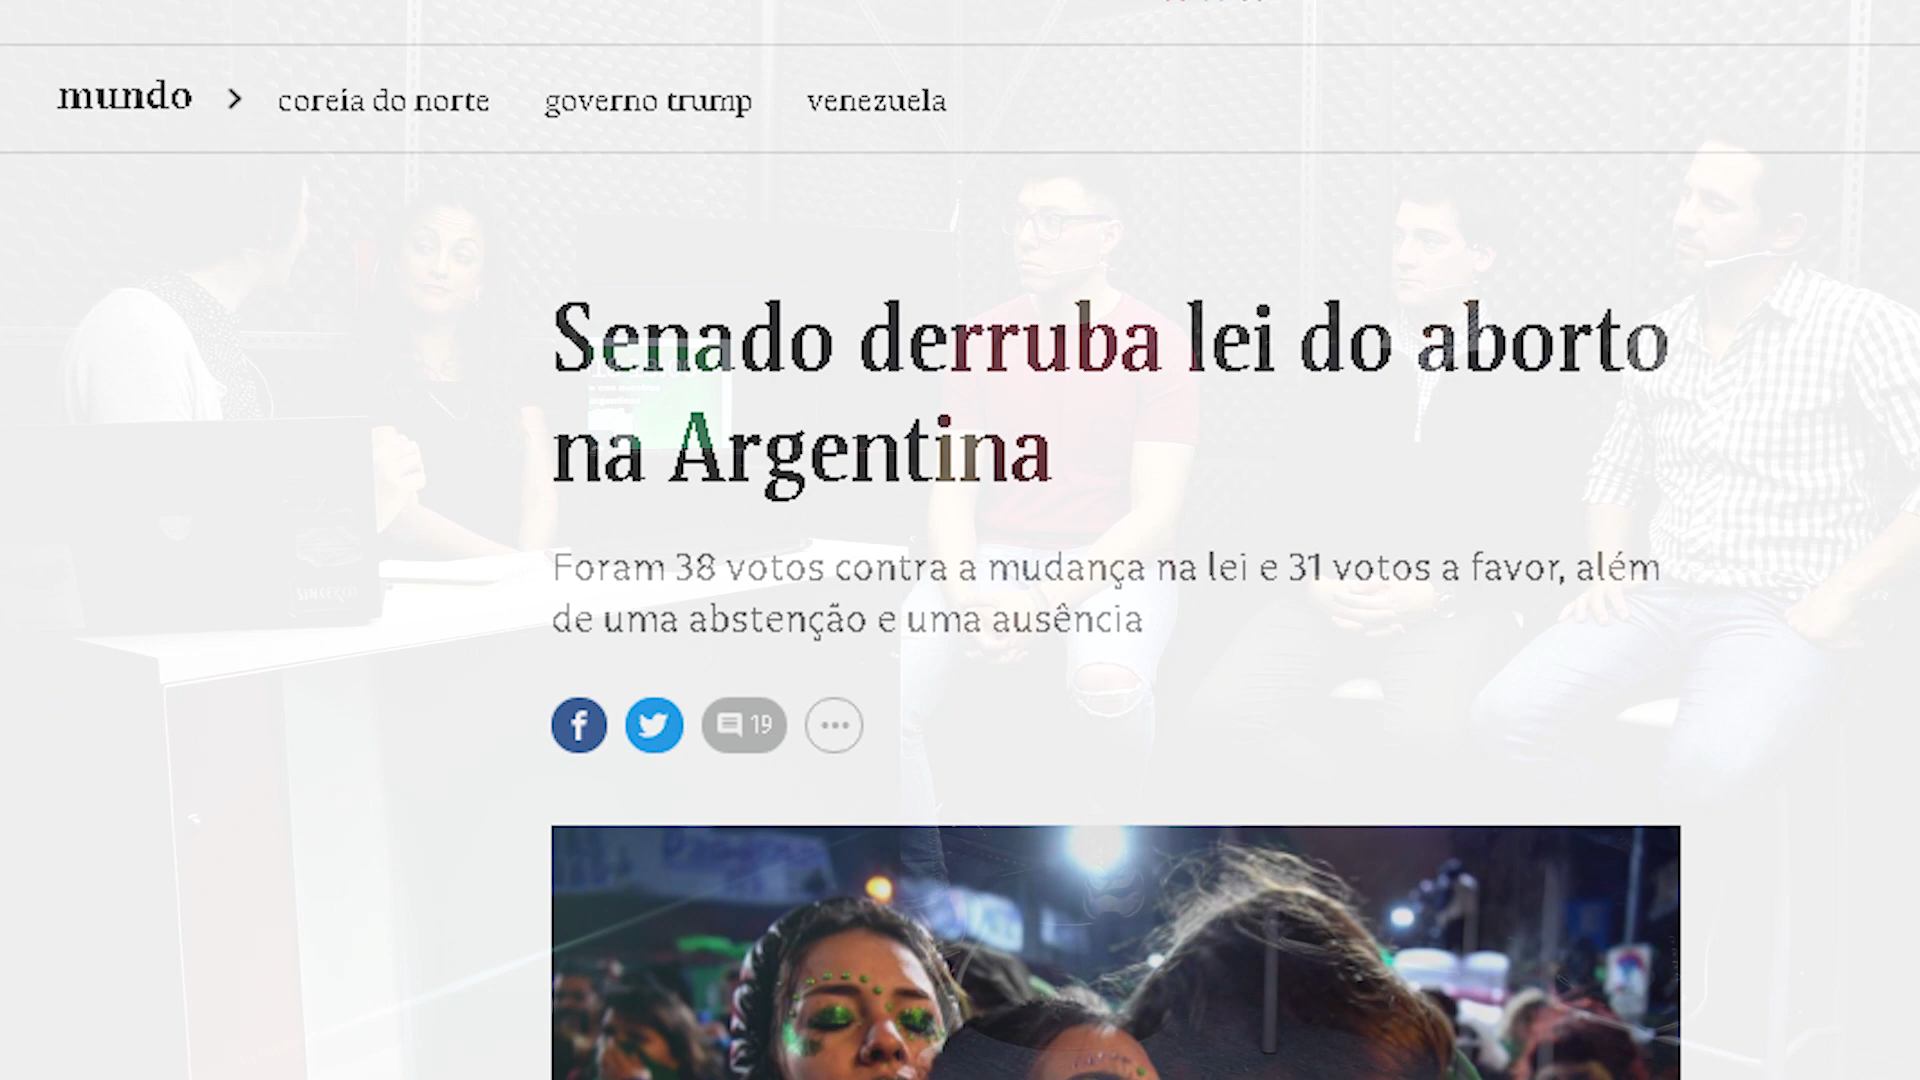 mundo > coreia do norte governo trump venezuela
Senado derruba lei do aborto
na Argentina
Foram 38 votos contra a mudança na lei e 31 votos a favor, além
de uma abstenção e uma ausência
19
SINCERÃO